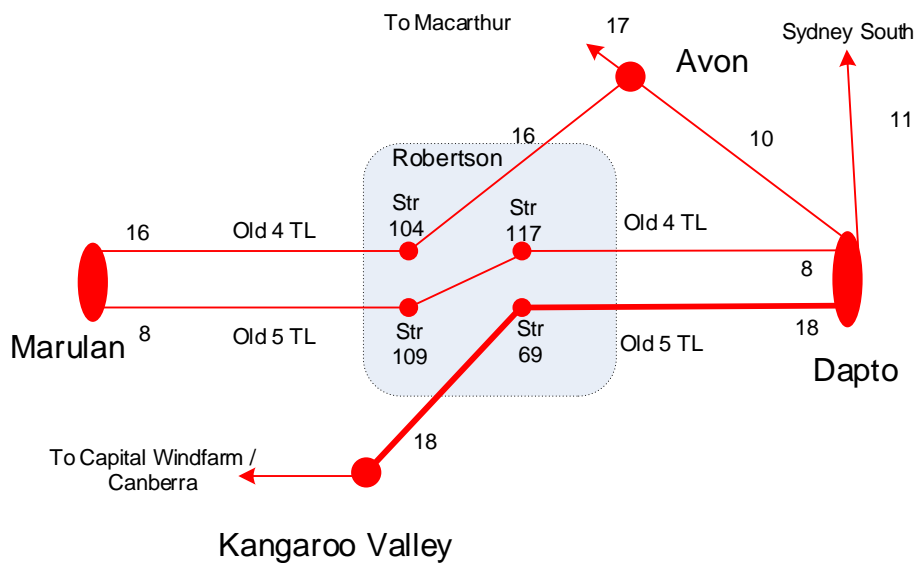 To Macarthur
17
Sydney South
Avon
11
16
10
Robertson
Str
104
Str
117
16
Old 4 TL
Old 4 TL
8
8
Old 5 TL
Str
109
Str
69
Old 5 TL
18
Marulan
Dapto
18
To Capital Windfarm /
Canberra
Kangaroo Valley